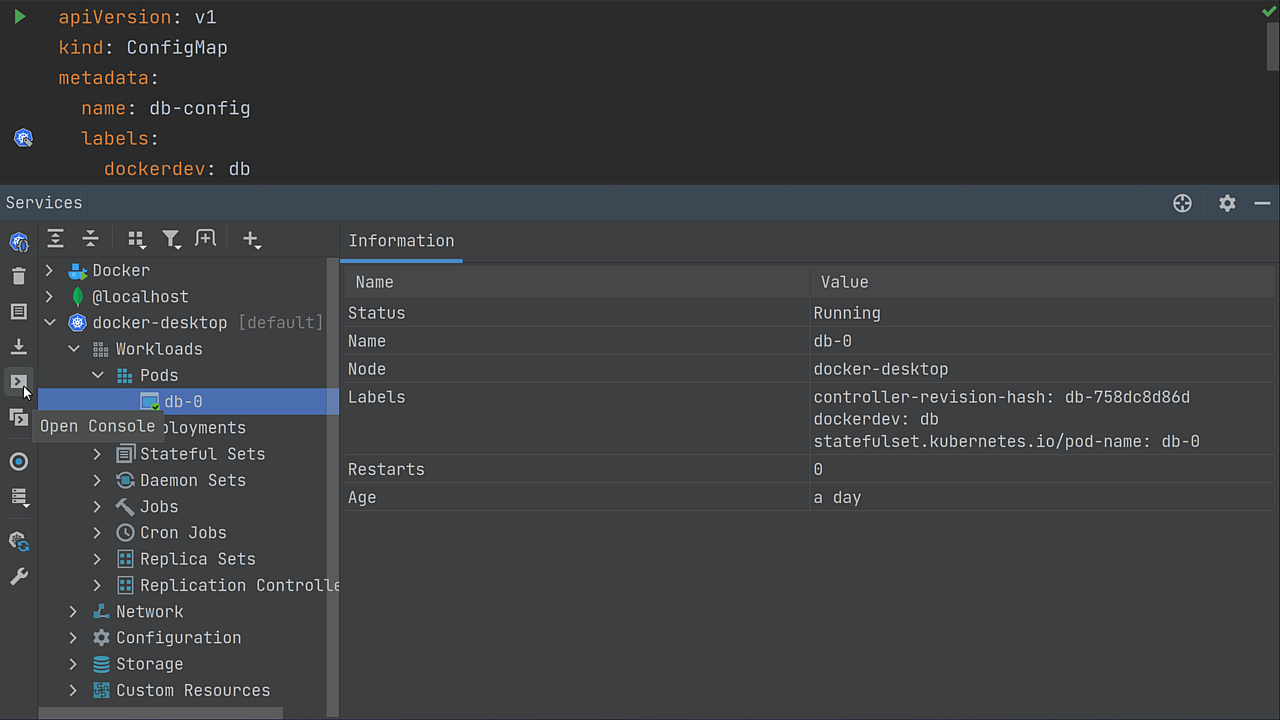 apiVersion: v1
kind: ConfigMap
metadata:
name: db-config
labels:
dockerdev: db
Services
Docker
@localhost
docker-desktop [default]
Workloads
Pods
db-0
Open Console
ployments
Stateful Sets
Daemon Sets
Jobs
Cron Jobs
Replica Sets
Replication Controlle
Network
Configuration
Storage
Custom Resources
Information
Name Value
Status Running
Name db-0
Node docker-desktop
Labels controller-revision-hash: db-758dc8d86d
dockerdev: db
statefulset.kubernetes.io/pod-name: db-0
Restarts 0
Age a day